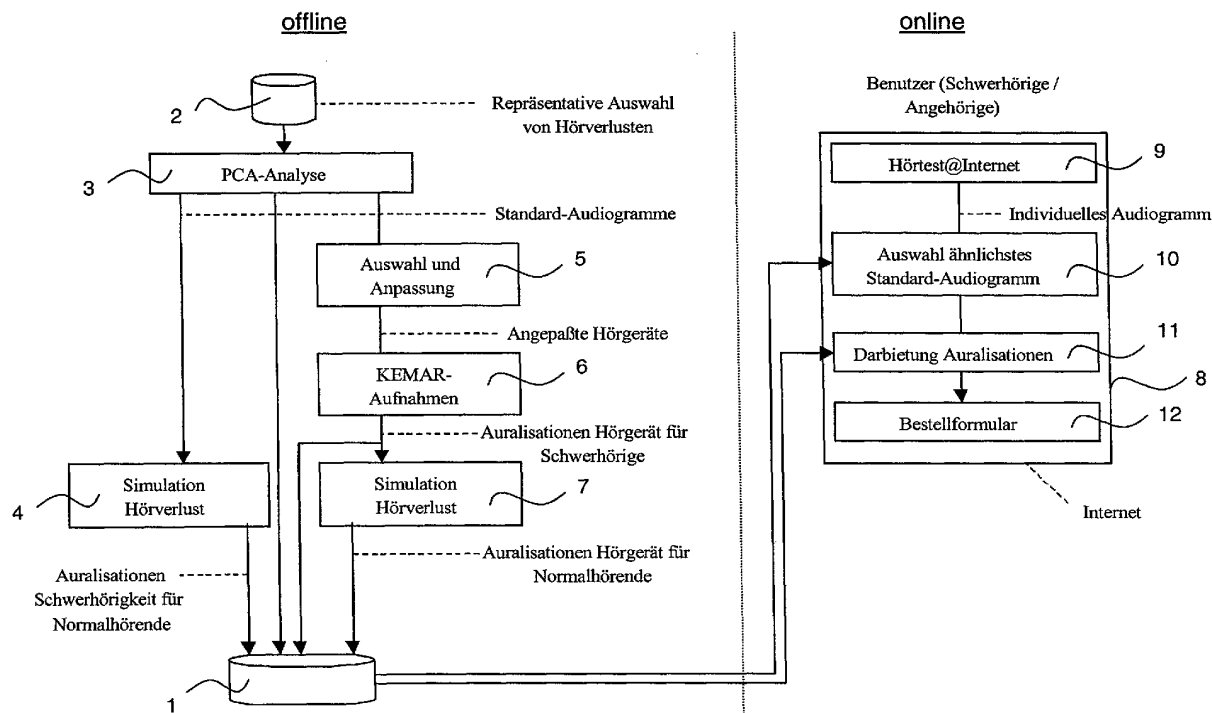 offline
online
2
Repräsentative Auswahl
von Hörverlusten
3
PCA-Analyse
Standard-Audiogramme
5
Auswahl und
Anpassung
Angepaßte Hörgeräte
6
KEMAR-
Aufnahmen
Auralisationen Hörgerät für
Schwerhörige
4
Simulation
Hörverlust
7
Simulation
Hörverlust
Auralisationen
Schwerhörigkeit für
Normalhörende
Auralisationen Hörgerät für
Normalhörende
1
Benutzer (Schwerhörige /
Angehörige)
9
Hörtest@Internet
Individuelles Audiogramm
10
Auswahl ähnlichstes
Standard-Audiogramm
11
Darbietung Auralisationen
8
12
Bestellformular
Internet